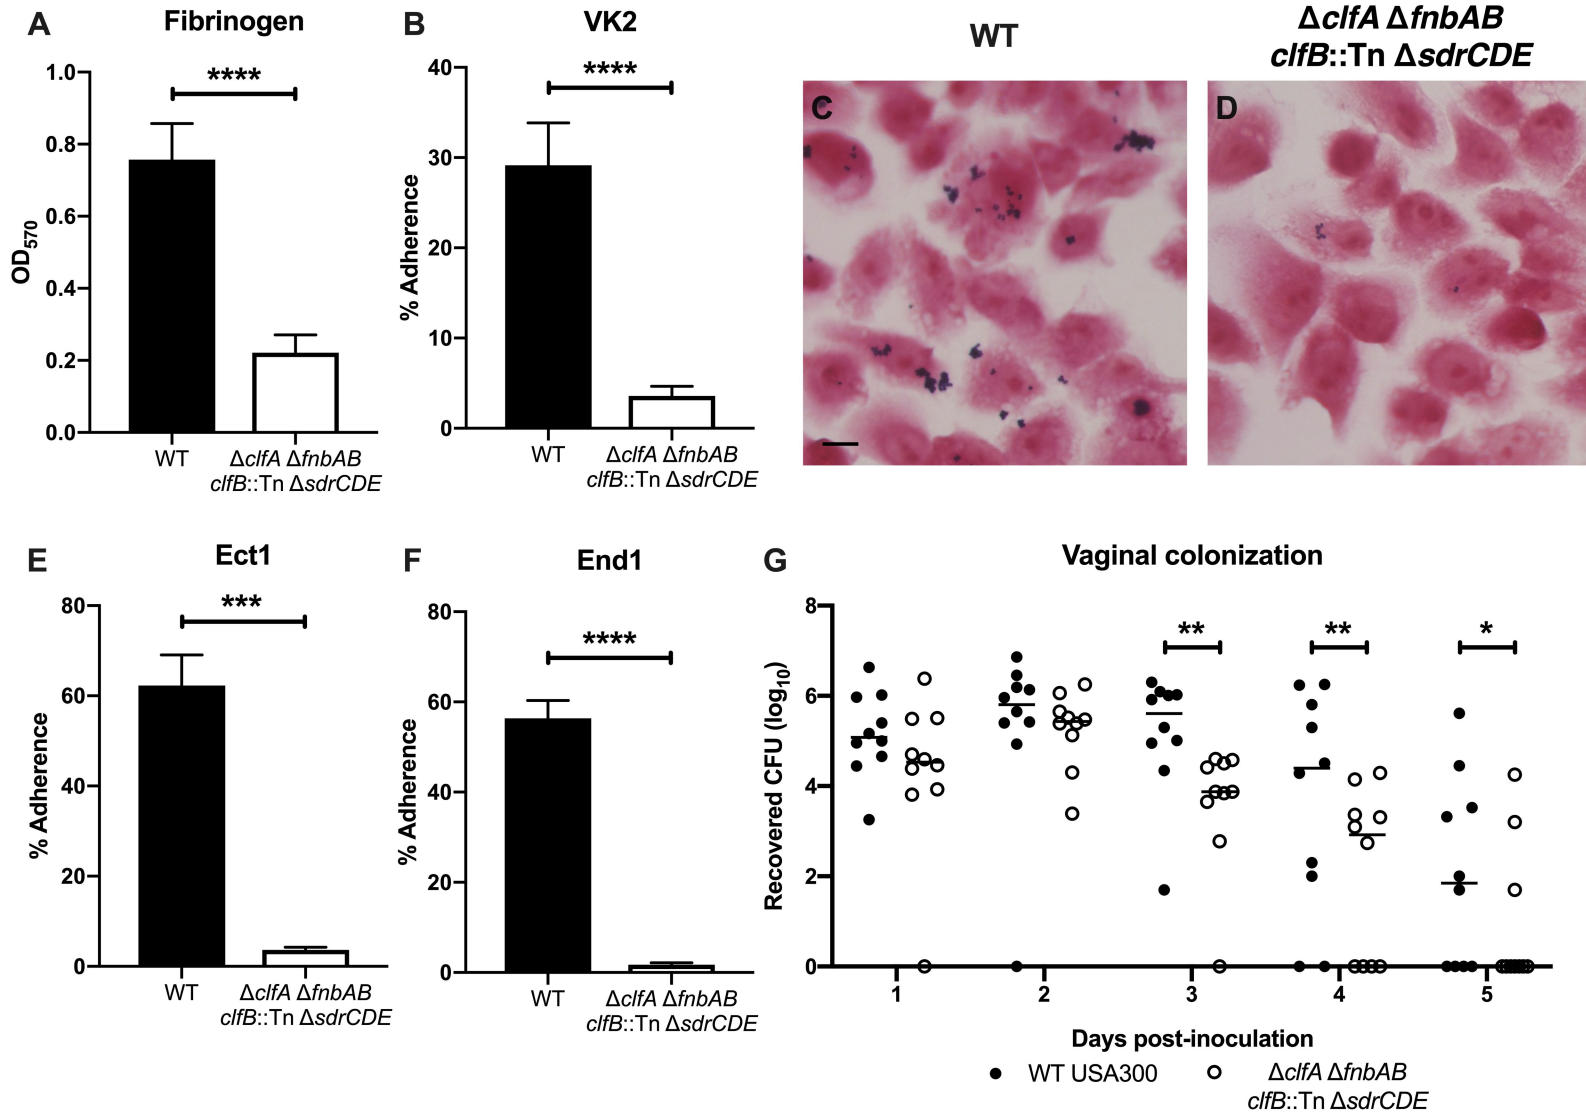 A
Fibrinogen
****
1.0
0.8
0.6
0.4
0.2
0.0
OD570
WT
ΔclfA ΔfnbAB
clfB::Tn ΔsdrCDE
B
VK2
****
40
30
20
10
0
% Adherence
WT
ΔclfA ΔfnbAB
clfB::Tn ΔsdrCDE
WT
C
ΔclfA ΔfnbAB
clfB::Tn ΔsdrCDE
D
E
Ect1
***
80
60
40
20
0
% Adherence
WT
ΔclfA ΔfnbAB
clfB::Tn ΔsdrCDE
F
End1
****
80
60
40
20
0
% Adherence
WT
ΔclfA ΔfnbAB
clfB::Tn ΔsdrCDE
G
Vaginal colonization
** ** *
8
6
4
2
0
Recovered CFU (log10)
1 2 3 4 5
Days post-inoculation
WT USA300
ΔclfA ΔfnbAB
clfB::Tn ΔsdrCDE